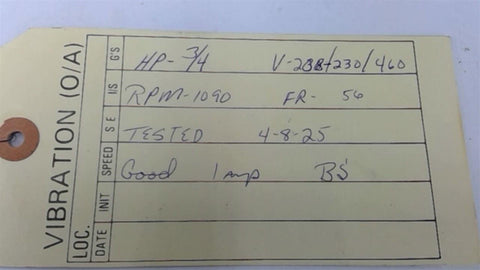 VIBRATION (O/A)
LOC.
DATE INIT SPEED S E I/S G'S
HP- 3/4 V-208-230/460
RPM-1090 FR- 56
TESTED 4-8-25
Good 1 amp BS